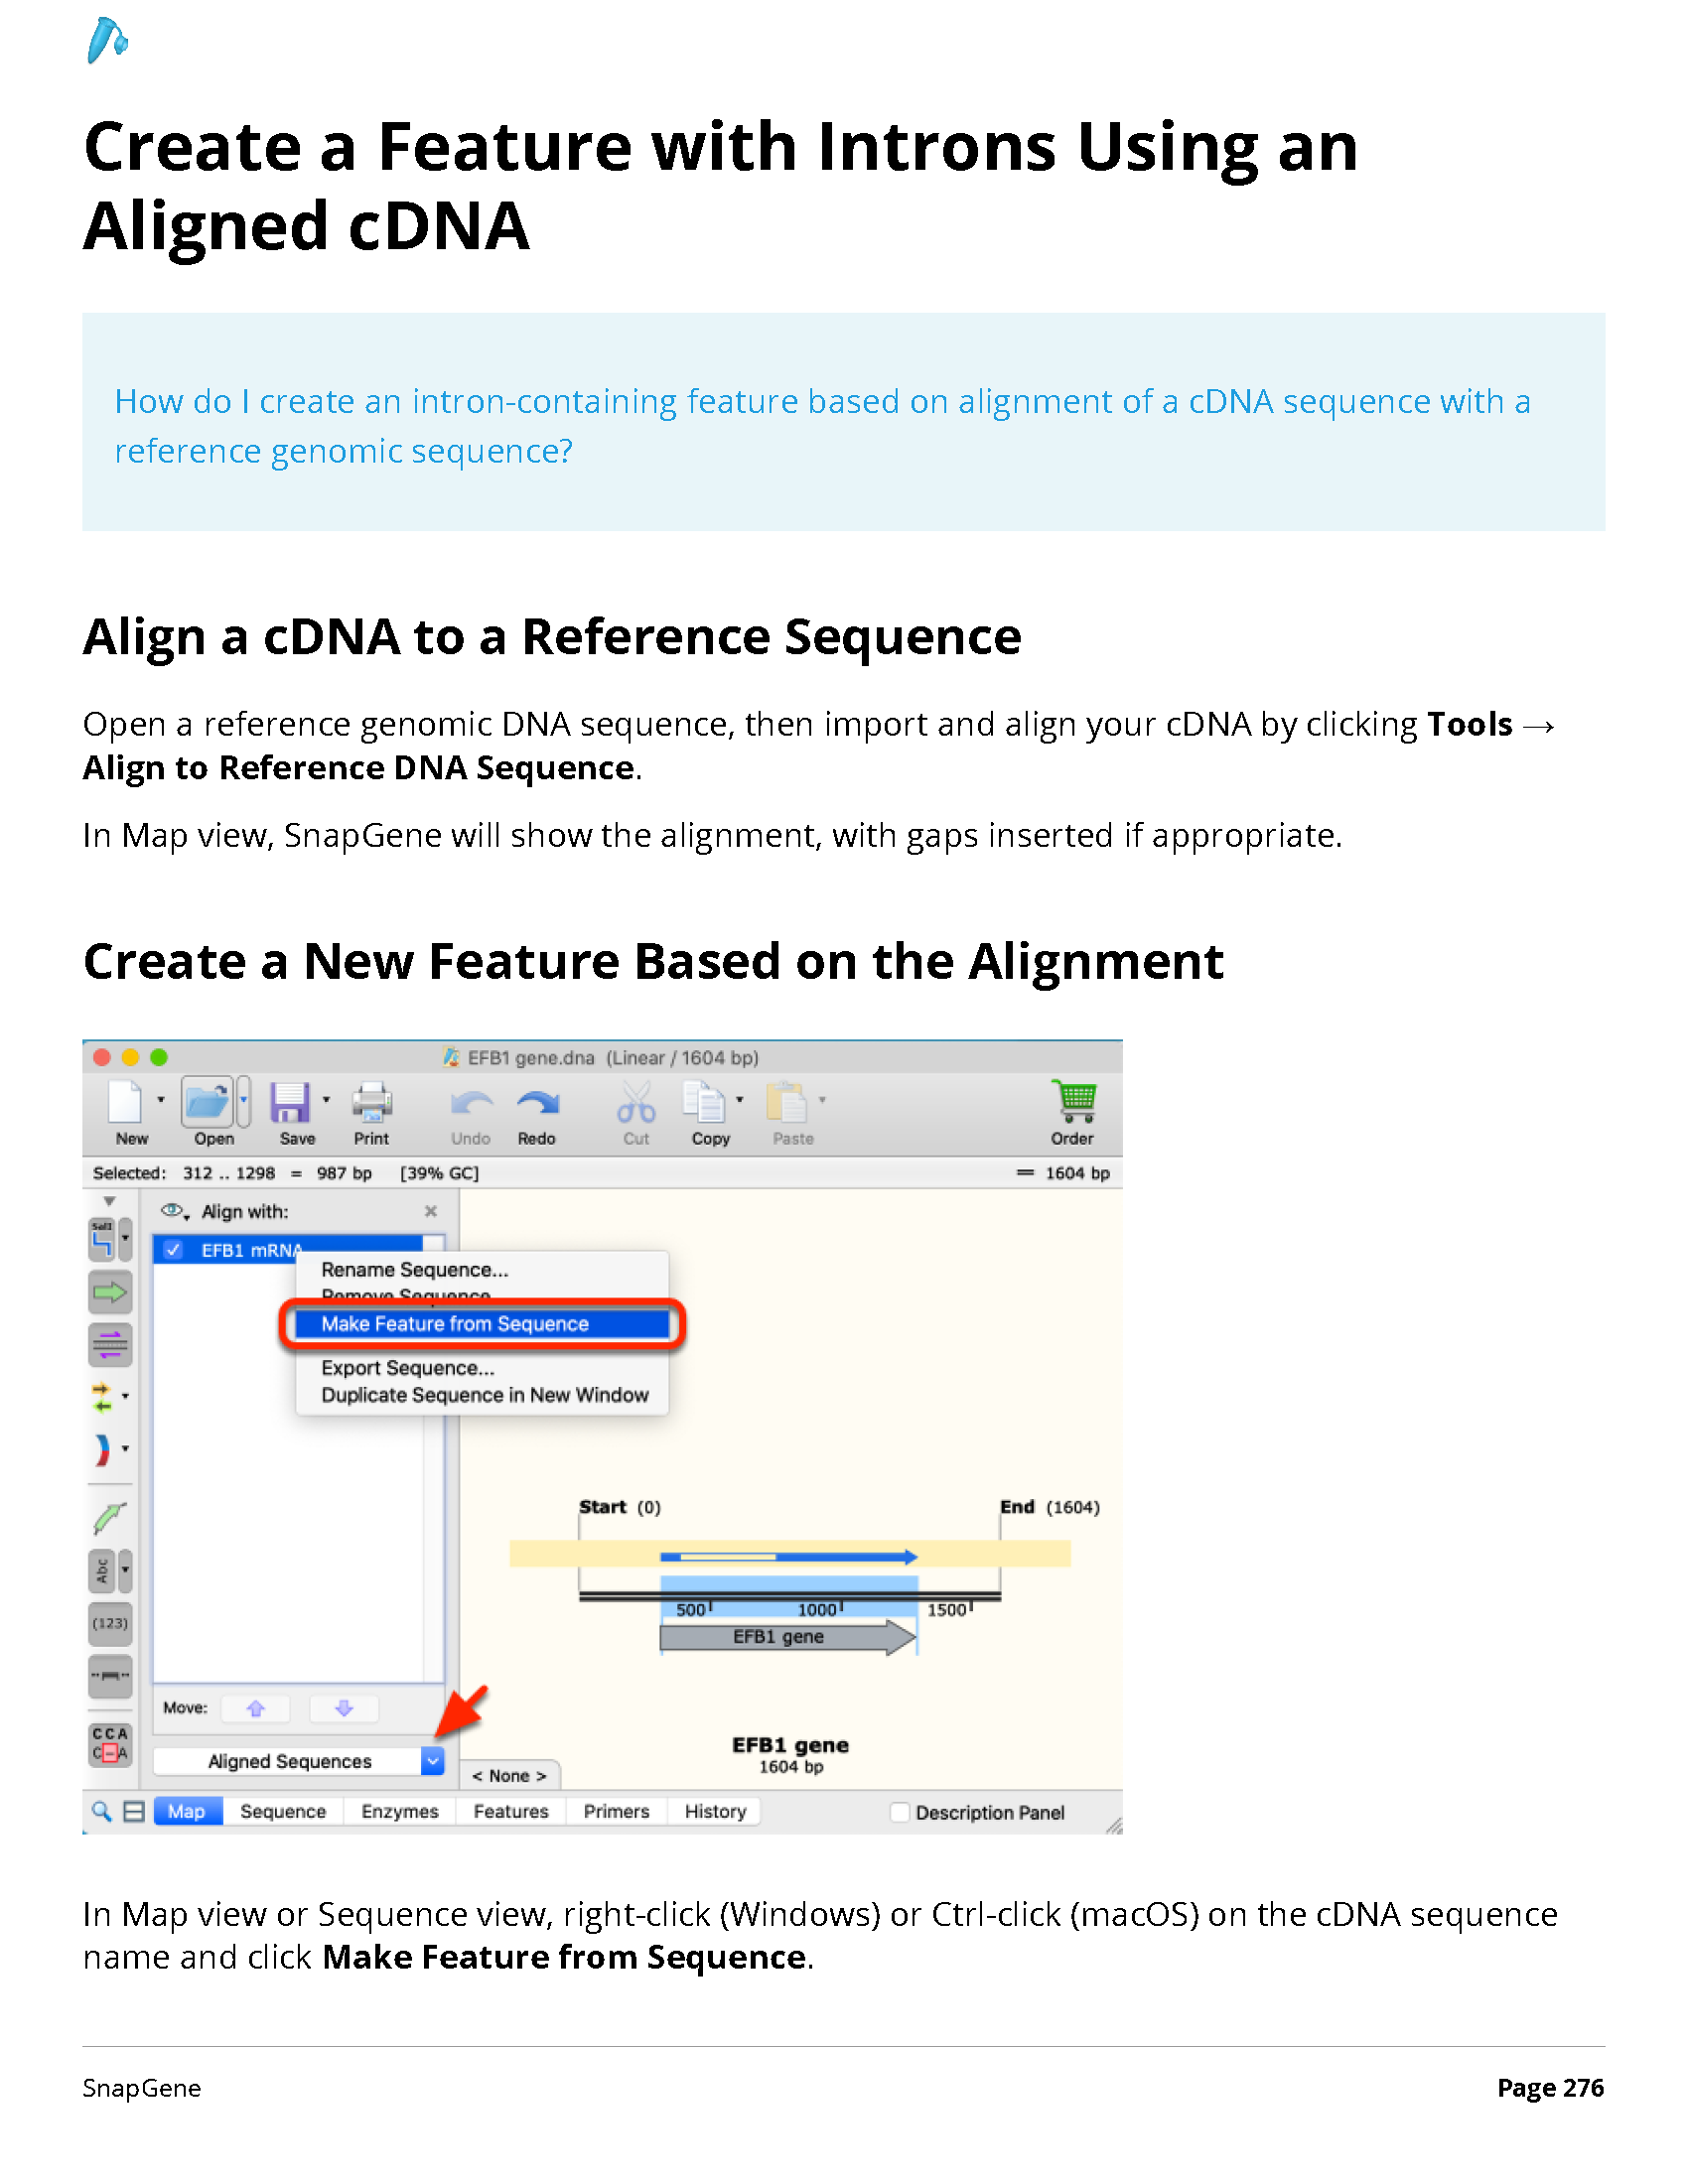 Create a Feature with Introns Using an
Aligned cDNA
How do I create an intron-containing feature based on alignment of a cDNA sequence with a
reference genomic sequence?
Align a cDNA to a Reference Sequence
Open a reference genomic DNA sequence, then import and align your cDNA by clicking Tools →
Align to Reference DNA Sequence.
In Map view, SnapGene will show the alignment, with gaps inserted if appropriate.
Create a New Feature Based on the Alignment
EFB1 gene.dna (Linear / 1604 bp)
New Open Save Print Undo Redo Cut Copy Paste Order
Selected: 312 .. 1298 = 987 bp [39% GC] = 1604 bp
SalI
Align with:
EFB1 mRNA
Rename Sequence...
Remove Sequence
Make Feature from Sequence
Export Sequence...
Duplicate Sequence in New Window
Start (0) End (1604)
500 1000 1500
EFB1 gene
Abc
(123)
Move:
CCA
C–A
Aligned Sequences
EFB1 gene
1604 bp
< None >
Map Sequence Enzymes Features Primers History Description Panel
In Map view or Sequence view, right-click (Windows) or Ctrl-click (macOS) on the cDNA sequence
name and click Make Feature from Sequence.
SnapGene Page 276